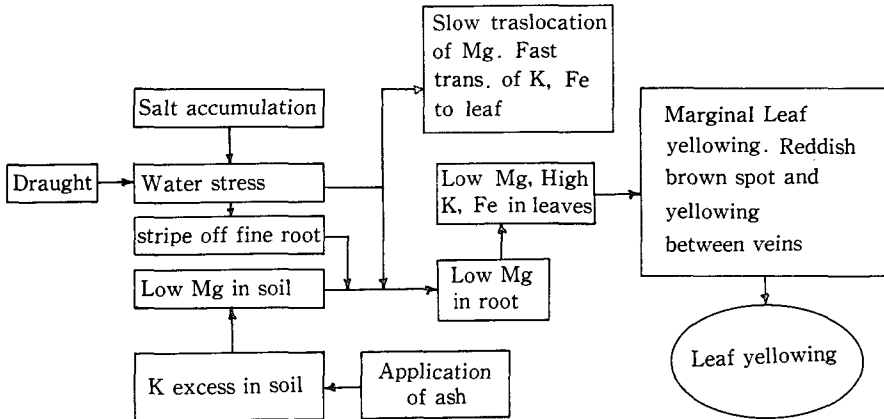 Slow traslocation
of Mg. Fast
trans. of K, Fe
to leaf
Salt accumulation
Marginal Leaf
yellowing. Reddish
brown spot and
yellowing
between veins
Draught
Water stress
Low Mg, High
K, Fe in leaves
stripe off fine root
Low Mg in soil
Low Mg
in root
Leaf yellowing
K excess in soil
Application
of ash